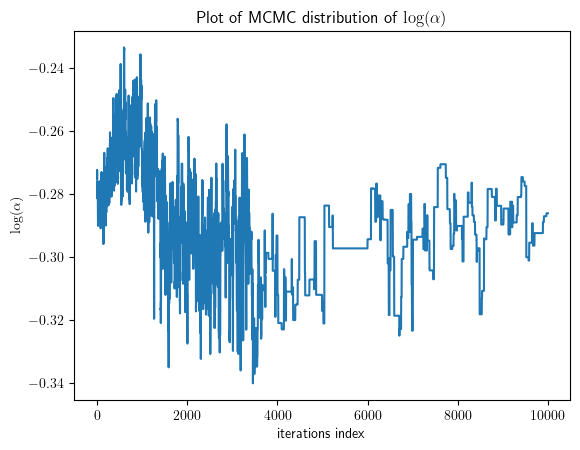 Plot of MCMC distribution of log(α)
log(α)
−0.24
−0.26
−0.28
−0.30
−0.32
−0.34
0 2000 4000 6000 8000 10000
iterations index